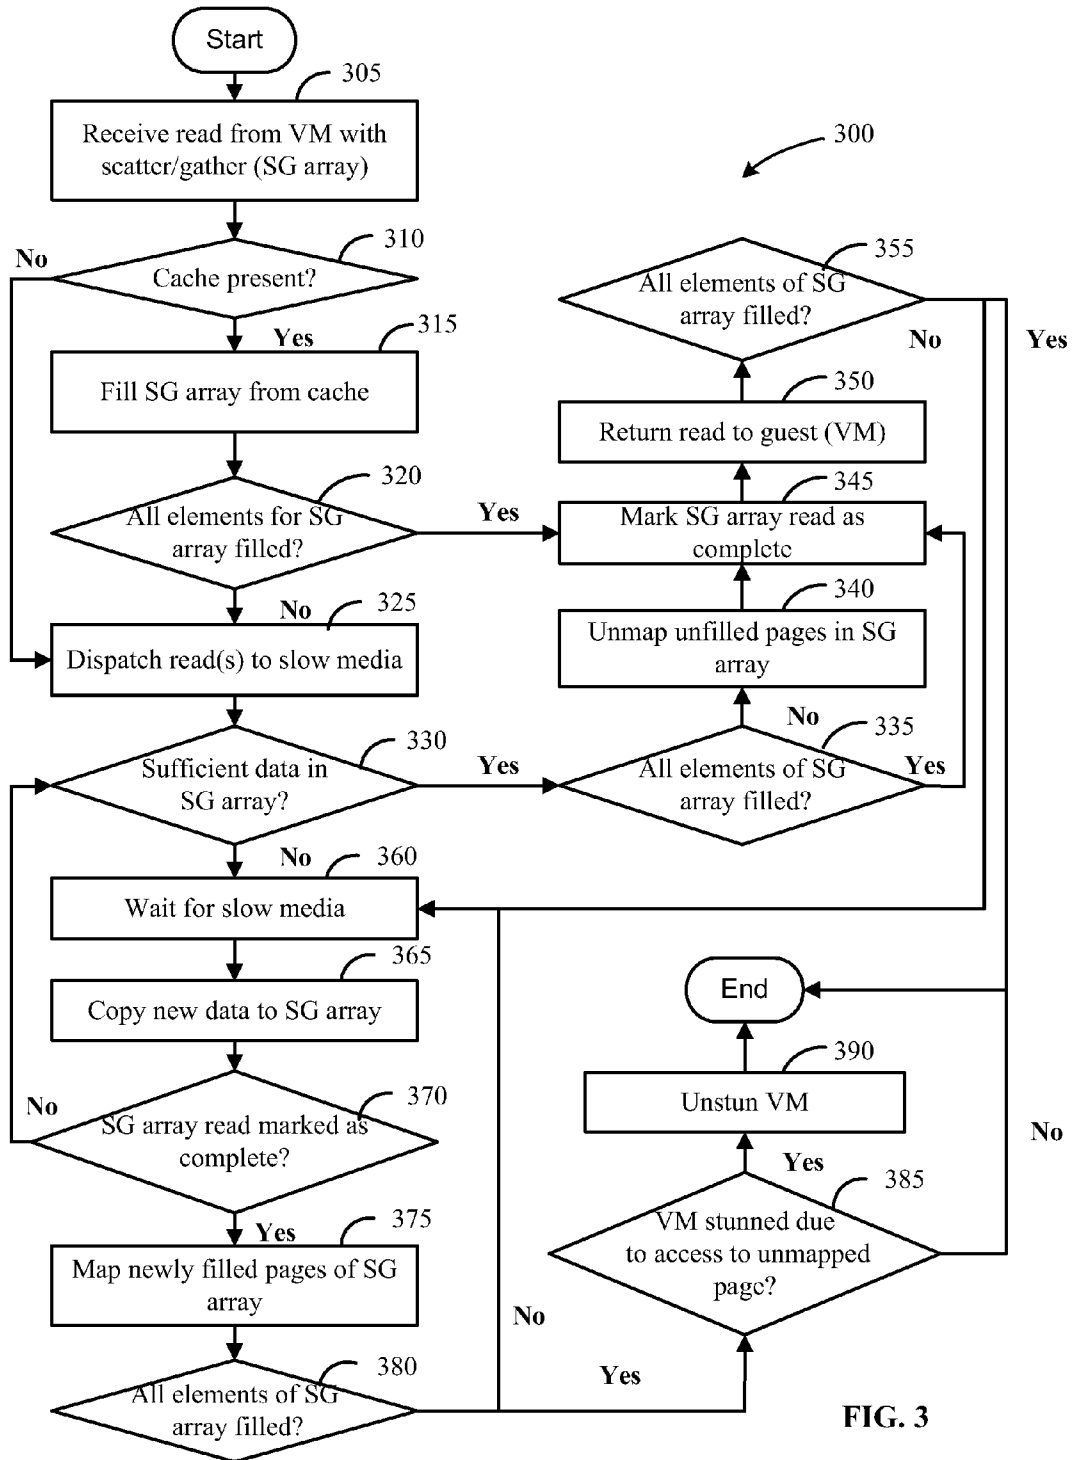 Start
305
Receive read from VM with
scatter/gather (SG array)
300
310
No
Cache present?
Yes
315
Fill SG array from cache
320
All elements for SG
array filled?
Yes
No
325
Dispatch read(s) to slow media
330
Sufficient data in
SG array?
Yes
No
335
All elements of SG
array filled?
Yes
No
340
Unmap unfilled pages in SG
array
345
Mark SG array read as
complete
350
Return read to guest (VM)
355
All elements of SG
array filled?
No
Yes
360
Wait for slow media
365
Copy new data to SG array
370
No
SG array read marked as
complete?
Yes
375
Map newly filled pages of SG
array
380
All elements of SG
array filled?
No
Yes
385
VM stunned due
to access to unmapped
page?
Yes
No
390
Unstun VM
End
FIG. 3